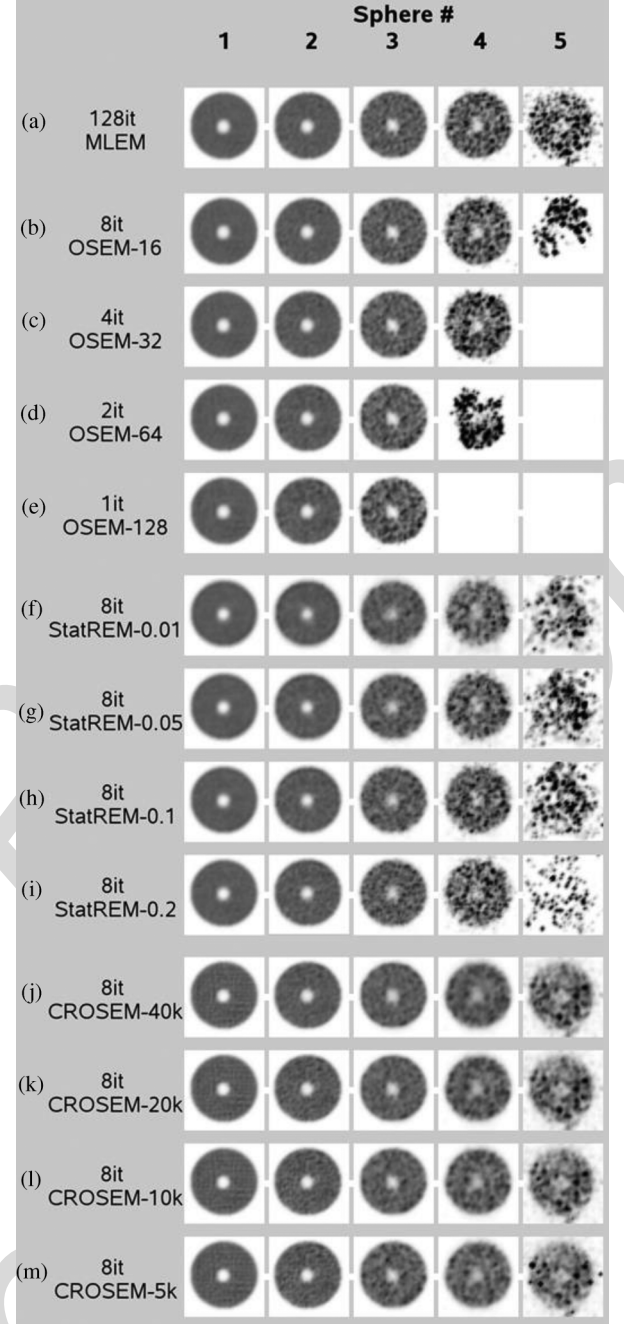 Sphere #
1 2 3 4 5
(a) 128it
MLEM
(b) 8it
OSEM-16
(c) 4it
OSEM-32
(d) 2it
OSEM-64
(e) 1it
OSEM-128
(f) 8it
StatREM-0.01
(g) 8it
StatREM-0.05
(h) 8it
StatREM-0.1
(i) 8it
StatREM-0.2
(j) 8it
CROSEM-40k
(k) 8it
CROSEM-20k
(l) 8it
CROSEM-10k
(m) 8it
CROSEM-5k